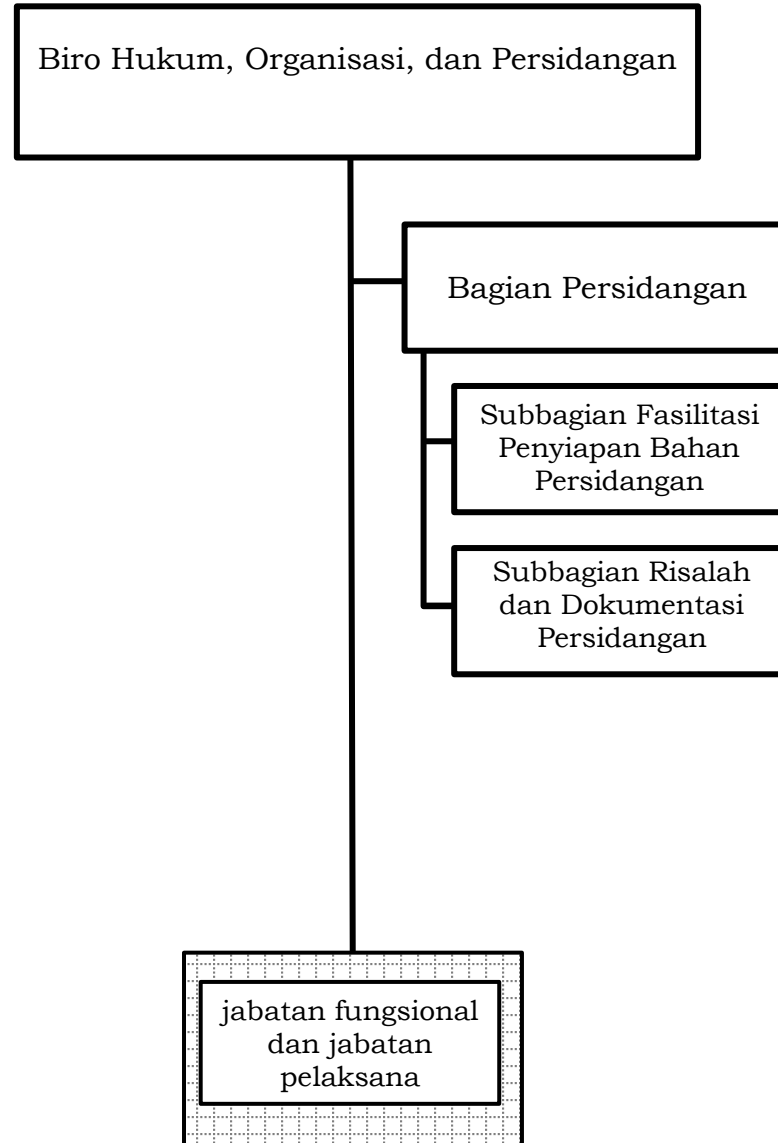 Biro Hukum, Organisasi, dan Persidangan
Bagian Persidangan
Subbagian Fasilitasi
Penyiapan Bahan
Persidangan
Subbagian Risalah
dan Dokumentasi
Persidangan
jabatan fungsional
dan jabatan
pelaksana